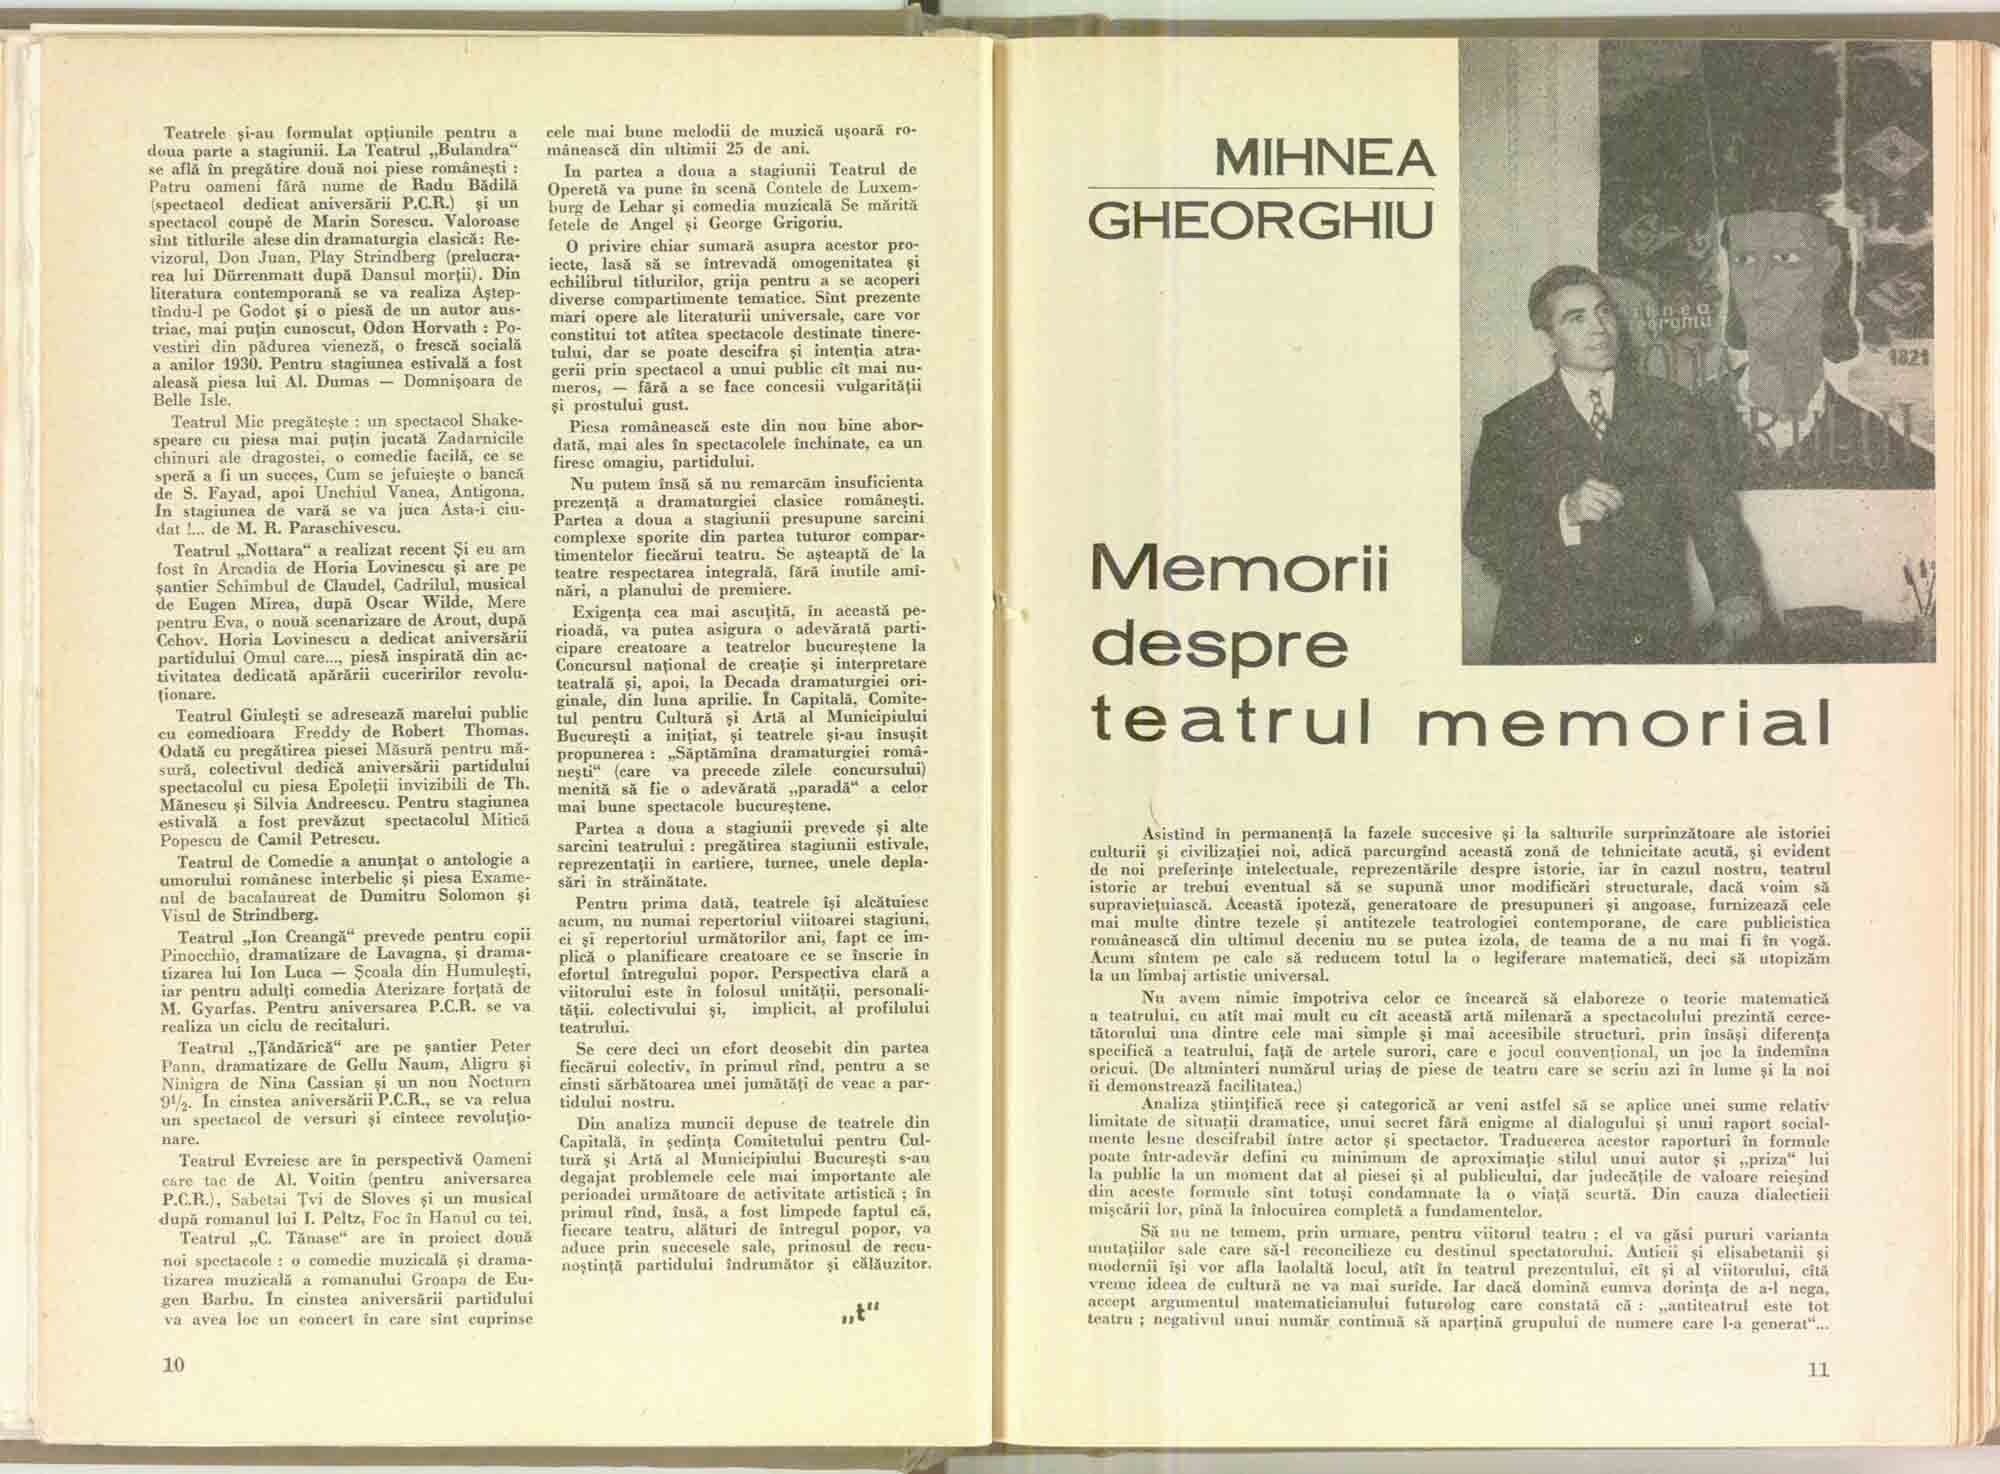 Teatrele şi-au formulat opţiunile pentru a
doua parte a stagiunii. La Teatrul „Bulandra“
se află în pregătire două noi piese româneşti :
Patru oameni fără nume de Radu Bădilă
(spectacol dedicat aniversării P.C.R.) şi un
spectacol coupé de Marin Sorescu. Valoroase
sînt titlurile alese din dramaturgia clasică: Re-
vizorul, Don Juan, Play Strindberg (prelucra-
rea lui Dürrenmatt după Dansul morţii). Din
literatura contemporană se va realiza Aştep-
tîndu-l pe Godot şi o piesă de un autor aus-
triac, mai puţin cunoscut, Odon Horvath : Po-
vestiri din pădurea vieneză, o frescă socială
a anilor 1930. Pentru stagiunea estivală a fost
aleasă piesa lui Al. Dumas — Domnişoara de
Belle Isle.
Teatrul Mic pregăteşte : un spectacol Shake-
speare cu piesa mai puţin jucată Zadarnicile
chinuri ale dragostei, o comedie facilă, ce se
speră a fi un succes, Cum se jefuieşte o bancă
de S. Fayad, apoi Unchiul Vanea, Antigona.
In stagiunea de vară se va juca Asta-i ciu-
dat !... de M. R. Paraschivescu.
Teatrul „Nottara“ a realizat recent Şi eu am
fost în Arcadia de Horia Lovinescu şi are pe
şantier Schimbul de Claudel, Cadrilul, musical
de Eugen Mirea, după Oscar Wilde, Mere
pentru Eva, o nouă scenarizare de Arout, după
Cehov. Horia Lovinescu a dedicat aniversării
partidului Omul care..., piesă inspirată din ac-
tivitatea dedicată apărării cuceririlor revolu-
ţionare.
Teatrul Giuleşti se adresează marelui public
cu comedioara Freddy de Robert Thomas.
Odată cu pregătirea piesei Măsură pentru mă-
sură, colectivul dedică aniversării partidului
spectacolul cu piesa Epoleţii invizibili de Th.
Mănescu şi Silvia Andreescu. Pentru stagiunea
estivală a fost prevăzut spectacolul Mitică
Popescu de Camil Petrescu.
Teatrul de Comedie a anunţat o antologie a
umorului românesc interbelic şi piesa Exame-
nul de bacalaureat de Dumitru Solomon şi
Visul de Strindberg.
Teatrul „Ion Creangă“ prevede pentru copii
Pinocchio, dramatizare de Lavagna, şi drama-
tizarea lui Ion Luca — Şcoala din Humuleşti,
iar pentru adulţi comedia Aterizare forţată de
M. Gyarfas. Pentru aniversarea P.C.R. se va
realiza un ciclu de recitaluri.
Teatrul „Ţăndărică“ are pe şantier Peter
Pann, dramatizare de Gellu Naum, Aligru şi
Ninigra de Nina Cassian şi un nou Nocturn
9½. In cinstea aniversării P.C.R., se va relua
un spectacol de versuri şi cîntece revoluţio-
nare.
Teatrul Evreiesc are în perspectivă Oameni
care tac de Al. Voitin (pentru aniversarea
P.C.R.), Sabetai Ţvi de Sloves şi un musical
după romanul lui I. Peltz, Foc în Hanul cu tei.
Teatrul „C. Tănase“ are în proiect două
noi spectacole : o comedie muzicală şi drama-
tizarea muzicală a romanului Groapa de Eu-
gen Barbu. In cinstea aniversării partidului
va avea loc un concert în care sînt cuprinse
10
cele mai bune melodii de muzică uşoară ro-
mânească din ultimii 25 de ani.
In partea a doua a stagiunii Teatrul de
Operetă va pune în scenă Contele de Luxem-
burg de Lehar şi comedia muzicală Se mărită
fetele de Angel şi George Grigoriu.
O privire chiar sumară asupra acestor pro-
iecte, lasă să se întrevadă omogenitatea şi
echilibrul titlurilor, grija pentru a se acoperi
diverse compartimente tematice. Sînt prezente
mari opere ale literaturii universale, care vor
constitui tot atîtea spectacole destinate tinere-
tului, dar se poate descifra şi intenţia atra-
gerii prin spectacol a unui public cît mai nu-
meros, — fără a se face concesii vulgarităţii
şi prostului gust.
Piesa românească este din nou bine abor-
dată, mai ales în spectacolele închinate, ca un
firesc omagiu, partidului.
Nu putem însă să nu remarcăm insuficienta
prezenţă a dramaturgiei clasice româneşti.
Partea a doua a stagiunii presupune sarcini
complexe sporite din partea tuturor compar-
timentelor fiecărui teatru. Se aşteaptă de la
teatre respectarea integrală, fără inutile amî-
nări, a planului de premiere.
Exigenţa cea mai ascuţită, în această pe-
rioadă, va putea asigura o adevărată parti-
cipare creatoare a teatrelor bucureştene la
Concursul naţional de creaţie şi interpretare
teatrală şi, apoi, la Decada dramaturgiei ori-
ginale, din luna aprilie. În Capitală, Comite-
tul pentru Cultură şi Artă al Municipiului
Bucureşti a iniţiat, şi teatrele şi-au însuşit
propunerea : „Săptămîna dramaturgiei româ-
neşti“ (care va precede zilele concursului)
menită să fie o adevărată „paradă“ a celor
mai bune spectacole bucureştene.
Partea a doua a stagiunii prevede şi alte
sarcini teatrului : pregătirea stagiunii estivale,
reprezentaţii în cartiere, turnee, unele depla-
sări în străinătate.
Pentru prima dată, teatrele îşi alcătuiesc
acum, nu numai repertoriul viitoarei stagiuni,
ci şi repertoriul următorilor ani, fapt ce im-
plică o planificare creatoare ce se înscrie în
efortul întregului popor. Perspectiva clară a
viitorului este în folosul unităţii, personali-
tăţii. colectivului şi, implicit, al profilului
teatrului.
Se cere deci un efort deosebit din partea
fiecărui colectiv, în primul rînd, pentru a se
cinsti sărbătoarea unei jumătăţi de veac a par-
tidului nostru.
Din analiza muncii depuse de teatrele din
Capitală, în şedinţa Comitetului pentru Cul-
tură şi Artă al Municipiului Bucureşti s-au
degajat problemele cele mai importante ale
perioadei următoare de activitate artistică ; în
primul rînd, însă, a fost limpede faptul că,
fiecare teatru, alături de întregul popor, va
aduce prin succesele sale, prinosul de recu-
noştinţă partidului îndrumător şi călăuzitor.
„t“
MIHNEA
GHEORGHIU
1821
Memorii
despre
teatrul memorial
Asistînd în permanenţă la fazele succesive şi la salturile surprinzătoare ale istoriei
culturii şi civilizaţiei noi, adică parcurgînd această zonă de tehnicitate acută, şi evident
de noi preferinţe intelectuale, reprezentările despre istorie, iar în cazul nostru, teatrul
istoric ar trebui eventual să se supună unor modificări structurale, dacă voim să
supravieţuiască. Această ipoteză, generatoare de presupuneri şi angoase, furnizează cele
mai multe dintre tezele şi antitezele teatrologiei contemporane, de care publicistica
românească din ultimul deceniu nu se putea izola, de teama de a nu mai fi în vogă.
Acum sîntem pe cale să reducem totul la o legiferare matematică, deci să utopizăm
la un limbaj artistic universal.
Nu avem nimic împotriva celor ce încearcă să elaboreze o teorie matematică
a teatrului, cu atît mai mult cu cît această artă milenară a spectacolului prezintă cerce-
tătorului una dintre cele mai simple şi mai accesibile structuri, prin însăşi diferenţa
specifică a teatrului, faţă de artele surori, care e jocul convenţional, un joc la îndemîna
oricui. (De altminteri numărul uriaş de piese de teatru care se scriu azi în lume şi la noi
îi demonstrează facilitatea.)
Analiza ştiinţifică rece şi categorică ar veni astfel să se aplice unei sume relativ
limitate de situaţii dramatice, unui secret fără enigme al dialogului şi unui raport social-
mente lesne descifrabil între actor şi spectactor. Traducerea acestor raporturi în formule
poate într-adevăr defini cu minimum de aproximaţie stilul unui autor şi „priza“ lui
la public la un moment dat al piesei şi al publicului, dar judecăţile de valoare reieşind
din aceste formule sînt totuşi condamnate la o viaţă scurtă. Din cauza dialecticii
mişcării lor, pînă la înlocuirea completă a fundamentelor.
Să nu ne temem, prin urmare, pentru viitorul teatru ; el va găsi pururi varianta
mutaţiilor sale care să-l reconcilieze cu destinul spectatorului. Anticii şi elisabetanii şi
modernii îşi vor afla laolaltă locul, atît în teatrul prezentului, cît şi al viitorului, cîtă
vreme ideea de cultură ne va mai surîde. Iar dacă domină cumva dorinţa de a-l nega,
accept argumentul matematicianului futurolog care constată că : „antiteatrul este tot
teatru ; negativul unui număr continuă să aparţină grupului de numere care l-a generat“...
11